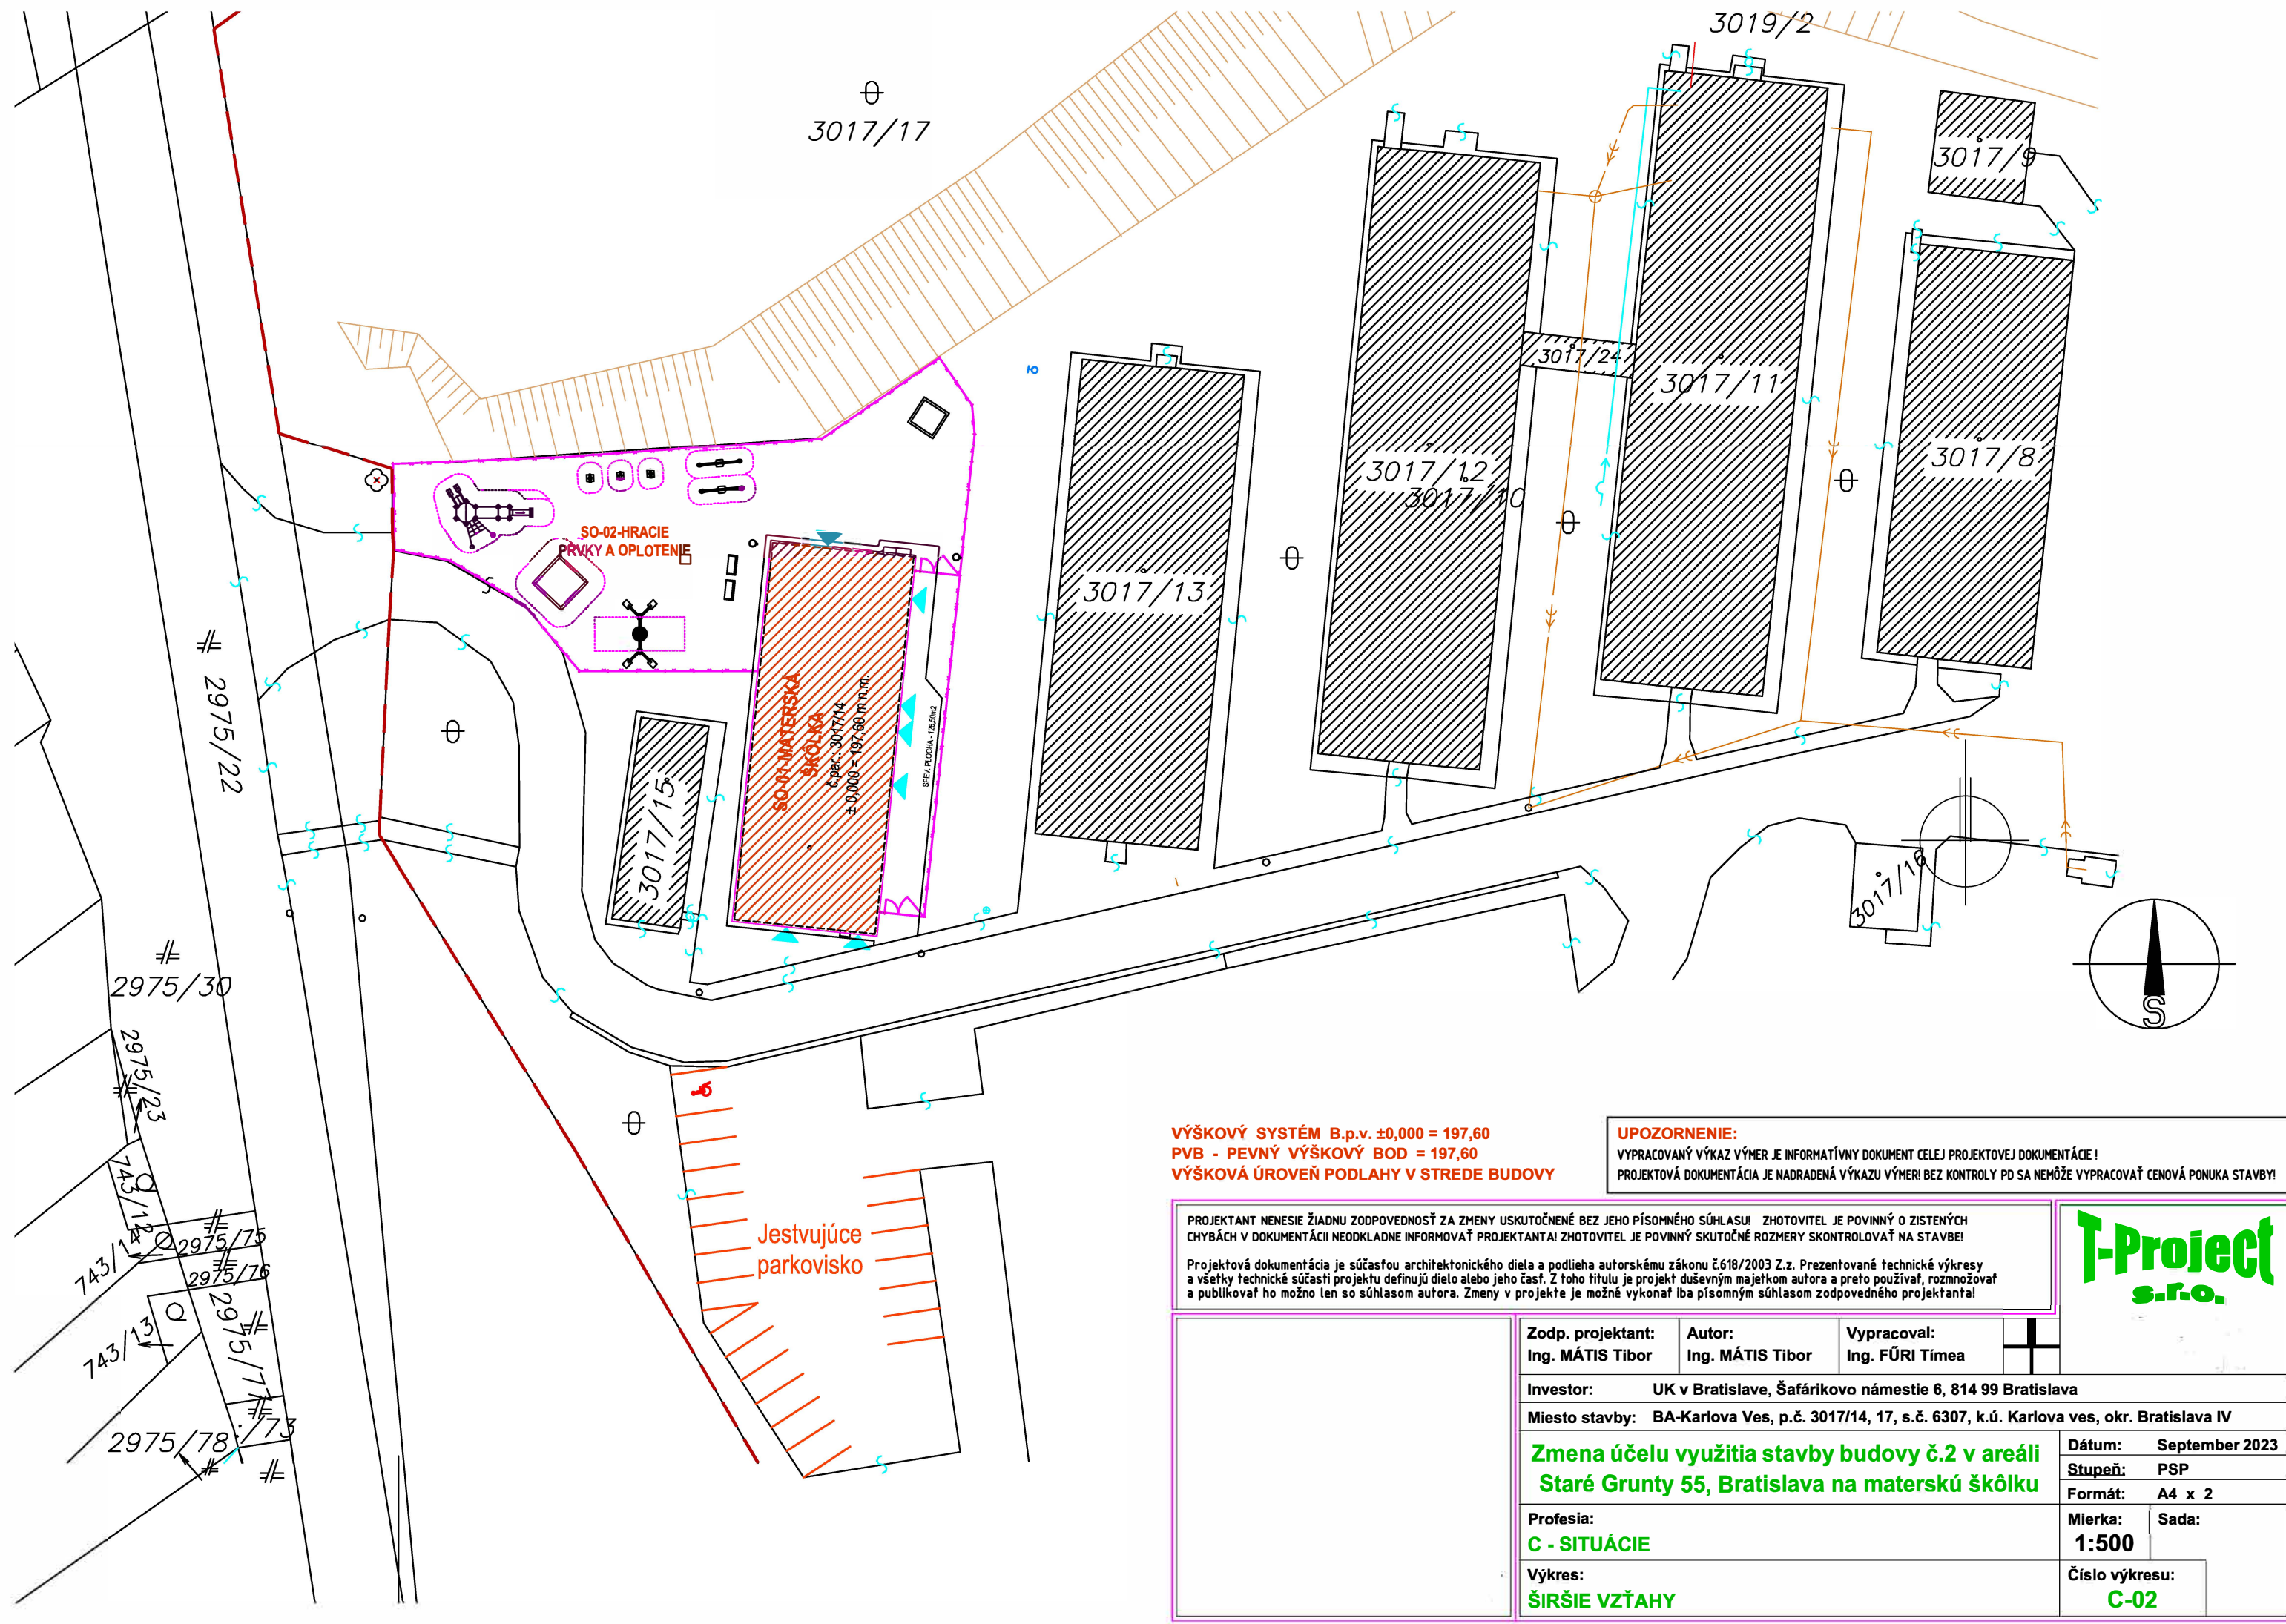 3019/2
3017/17
3017/9
3017/24
3017/11
3017/12
3017/10
3017/8
3017/13
SO-02-HRACIE
PRVKY A OPLOTENIE
SO-01-MATERSKÁ
ŠKÔLKA
č.par.: 3017/14
± 0,000 = 197,60 m n.m.
SPEV. PLOCHA - 126,50m2
3017/15
3017/16
2975/22
2975/30
2975/23
743/12
743/14
2975/75
2975/76
743/13
2975/77
2975/78
./73
S
Jestvujúce
parkovisko
VÝŠKOVÝ SYSTÉM B.p.v. ±0,000 = 197,60
PVB - PEVNÝ VÝŠKOVÝ BOD = 197,60
VÝŠKOVÁ ÚROVEŇ PODLAHY V STREDE BUDOVY
UPOZORNENIE:
VYPRACOVANÝ VÝKAZ VÝMER JE INFORMATÍVNY DOKUMENT CELEJ PROJEKTOVEJ DOKUMENTÁCIE !
PROJEKTOVÁ DOKUMENTÁCIA JE NADRADENÁ VÝKAZU VÝMER! BEZ KONTROLY PD SA NEMÔŽE VYPRACOVAŤ CENOVÁ PONUKA STAVBY!
PROJEKTANT NENESIE ŽIADNU ZODPOVEDNOSŤ ZA ZMENY USKUTOČNENÉ BEZ JEHO PÍSOMNÉHO SÚHLASU! ZHOTOVITEL JE POVINNÝ O ZISTENÝCH
CHYBÁCH V DOKUMENTÁCII NEODKLADNE INFORMOVAŤ PROJEKTANTA! ZHOTOVITEL JE POVINNÝ SKUTOČNÉ ROZMERY SKONTROLOVAŤ NA STAVBE!
Projektová dokumentácia je súčasťou architektonického diela a podlieha autorskému zákonu č.618/2003 Z.z. Prezentované technické výkresy
a všetky technické súčasti projektu definujú dielo alebo jeho časť. Z toho titulu je projekt duševným majetkom autora a preto používať, rozmnožovať
a publikovať ho možno len so súhlasom autora. Zmeny v projekte je možné vykonať iba písomným súhlasom zodpovedného projektanta!
T-Project
s.r.o.
Zodp. projektant:
Ing. MÁTIS Tibor
Autor:
Ing. MÁTIS Tibor
Vypracoval:
Ing. FŰRI Tímea
Investor: UK v Bratislave, Šafárikovo námestie 6, 814 99 Bratislava
Miesto stavby: BA-Karlova Ves, p.č. 3017/14, 17, s.č. 6307, k.ú. Karlova ves, okr. Bratislava IV
Zmena účelu využitia stavby budovy č.2 v areáli
Staré Grunty 55, Bratislava na materskú škôlku
Dátum: September 2023
Stupeň: PSP
Formát: A4 x 2
Profesia:
C - SITUÁCIE
Mierka:
1:500
Sada:
Výkres:
ŠIRŠIE VZŤAHY
Číslo výkresu:
C-02